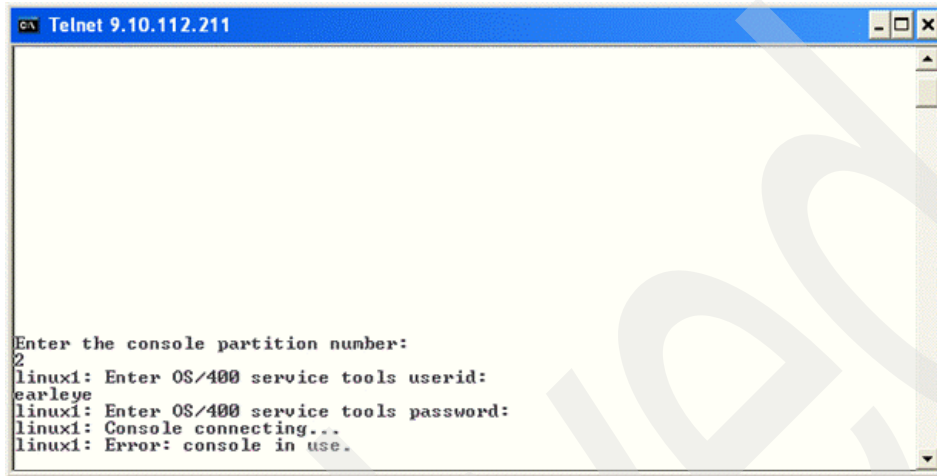 Telnet 9.10.112.211
Enter the console partition number:
2
linux1: Enter OS/400 service tools userid:
earleye
linux1: Enter OS/400 service tools password:
linux1: Console connecting...
linux1: Error: console in use.